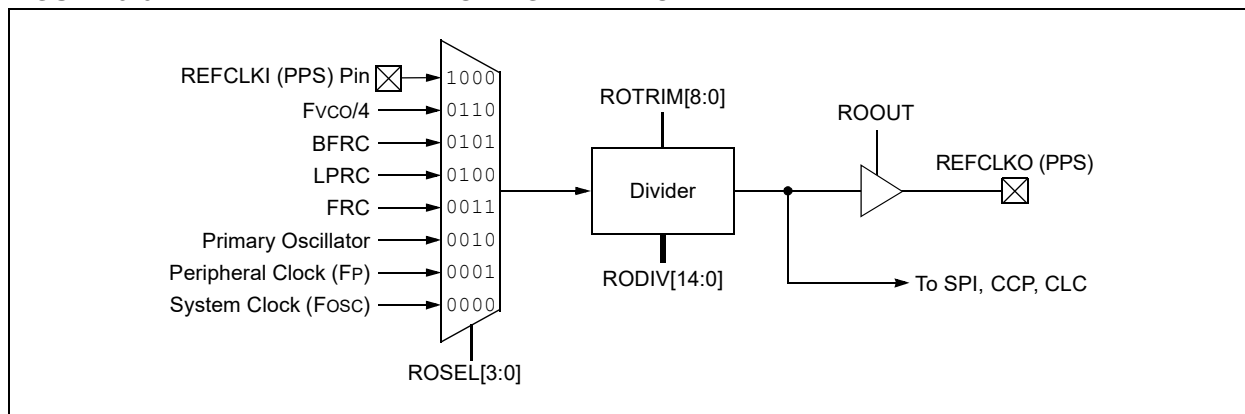 REFCLKI (PPS) Pin
1000
FVCO/4
0110
BFRC
0101
LPRC
0100
FRC
0011
Primary Oscillator
0010
Peripheral Clock (FP)
0001
System Clock (FOSC)
0000
ROSEL[3:0]
ROTRIM[8:0]
Divider
RODIV[14:0]
ROOUT
REFCLKO (PPS)
To SPI, CCP, CLC